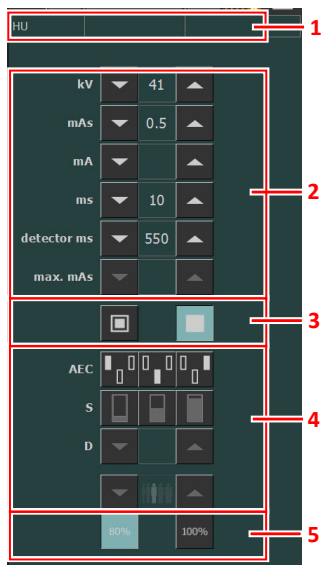 HU 1
kV 41
mAs 0.5
mA
ms 10 2
detector ms 550
max. mAs
3
AEC
S 4
D
80% 100% 5